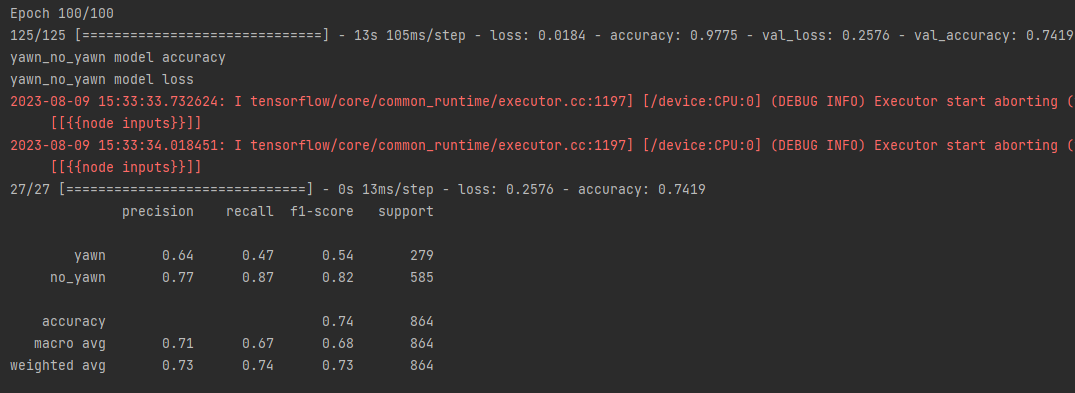 Epoch 100/100
125/125 [==============================] - 13s 105ms/step - loss: 0.0184 - accuracy: 0.9775 - val_loss: 0.2576 - val_accuracy: 0.7419
yawn_no_yawn model accuracy
yawn_no_yawn model loss
2023-08-09 15:33:33.732624: I tensorflow/core/common_runtime/executor.cc:1197] [/device:CPU:0] (DEBUG INFO) Executor start aborting (
[[{{node inputs}}]]
2023-08-09 15:33:34.018451: I tensorflow/core/common_runtime/executor.cc:1197] [/device:CPU:0] (DEBUG INFO) Executor start aborting (
[[{{node inputs}}]]
27/27 [==============================] - 0s 13ms/step - loss: 0.2576 - accuracy: 0.7419
precision recall f1-score support
yawn 0.64 0.47 0.54 279
no_yawn 0.77 0.87 0.82 585
accuracy 0.74 864
macro avg 0.71 0.67 0.68 864
weighted avg 0.73 0.74 0.73 864